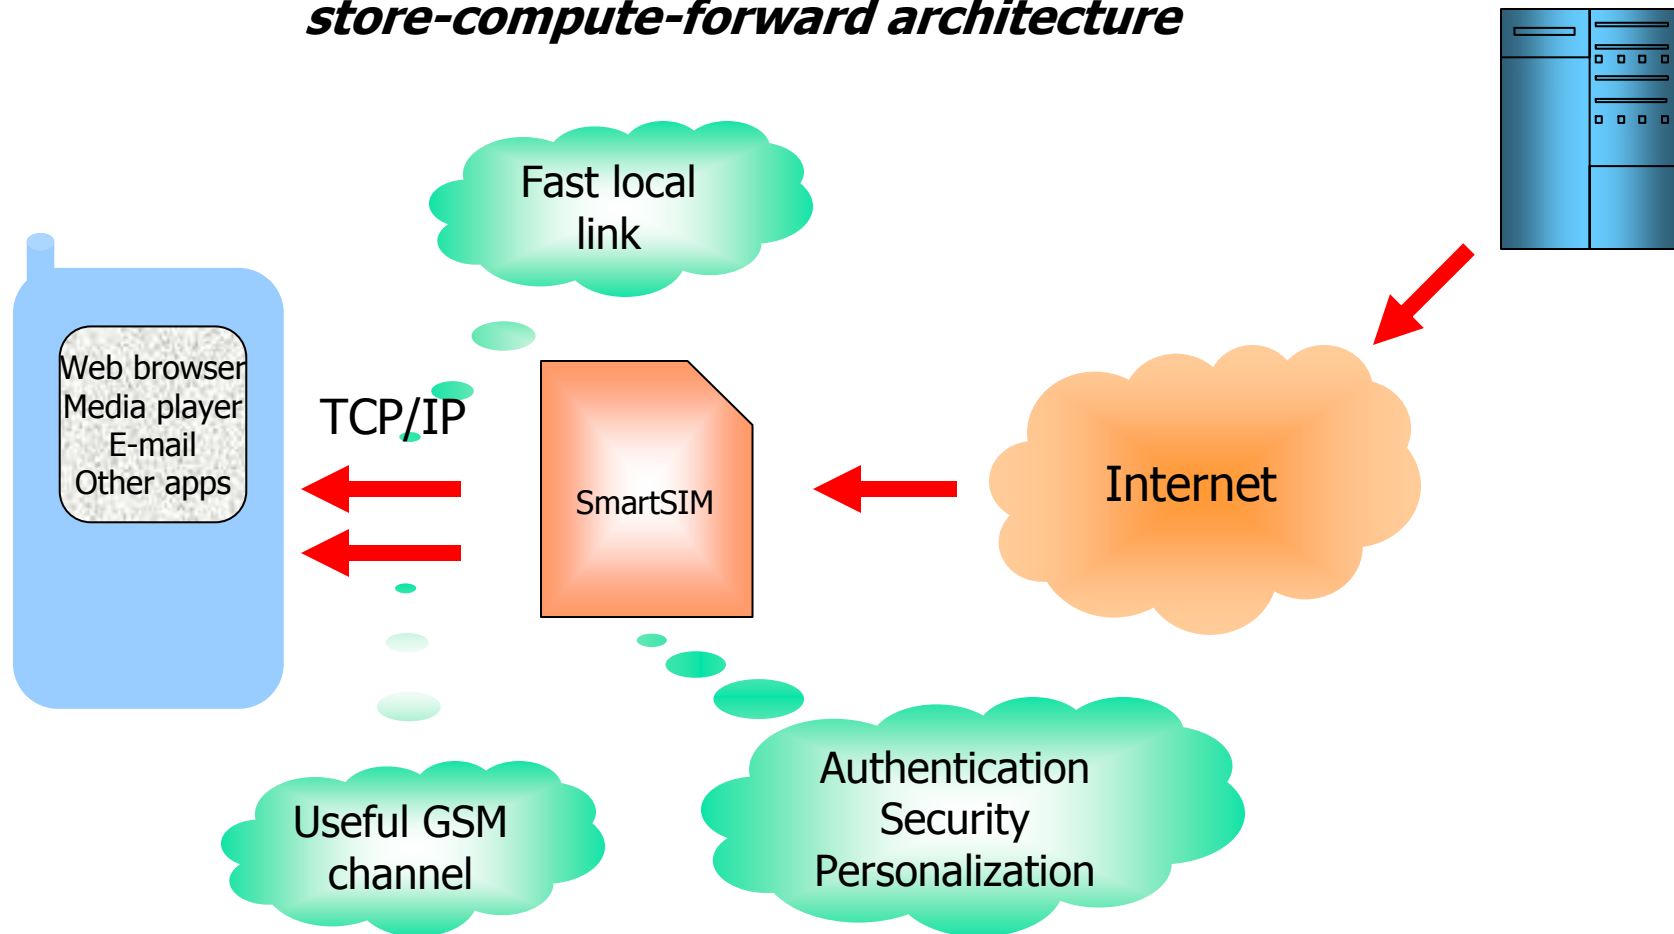 store-compute-forward architecture
Fast local
link
Web browser
Media player
E-mail
Other apps
TCP/IP
SmartSIM
Internet
Useful GSM
channel
Authentication
Security
Personalization